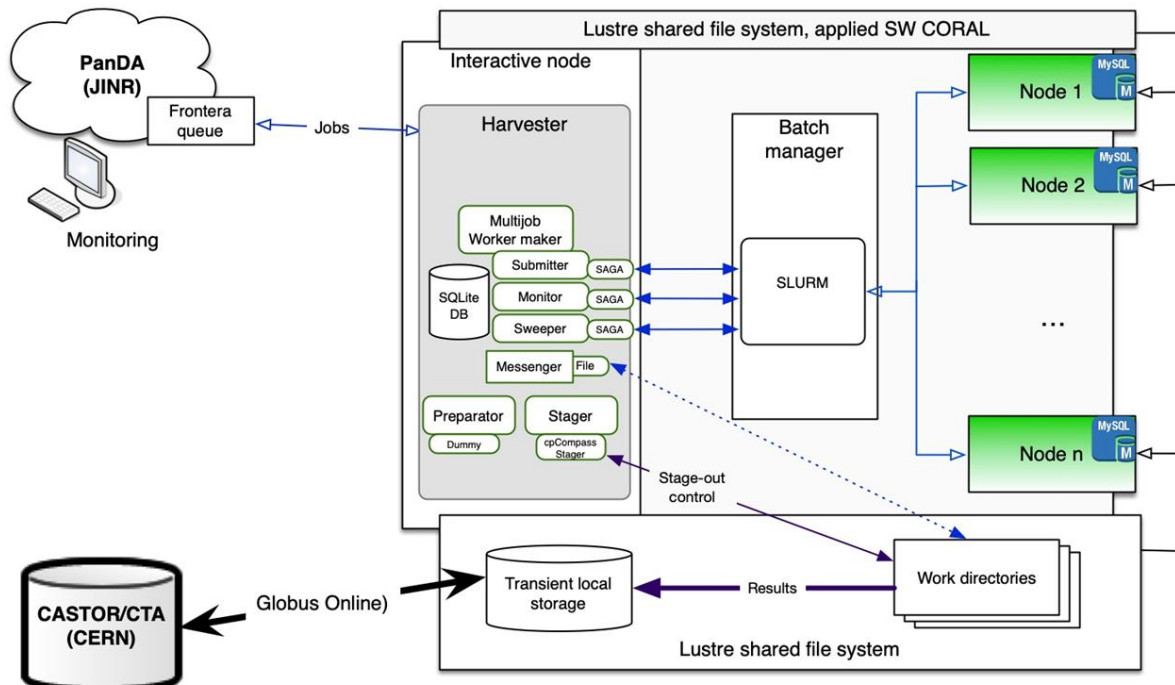 Lustre shared file system, applied SW CORAL
PanDA
(JINR)
Frontera
queue
Jobs
Monitoring
Interactive node
Harvester
Multijob
Worker maker
Submitter
SAGA
SQLite
DB
Monitor
SAGA
Sweeper
SAGA
Messenger
File
Preparator
Dummy
Stager
cpCompass
Stager
Batch
manager
SLURM
Node 1
MySQL
M
Node 2
MySQL
M
...
Node n
MySQL
M
Stage-out
control
CASTOR/CTA
(CERN)
Globus Online)
Transient local
storage
Results
Work directories
Lustre shared file system